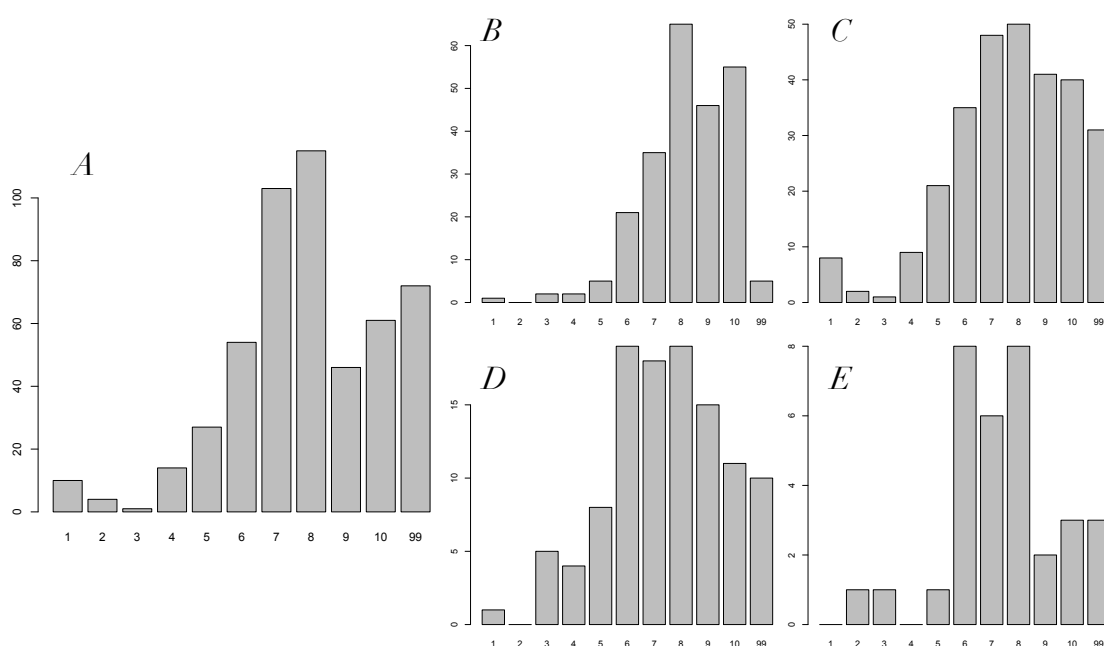 A
0 20 40 60 80 100
1 2 3 4 5 6 7 8 9 10 99
B
0 10 20 30 40 50 60
1 2 3 4 5 6 7 8 9 10 99
C
0 10 20 30 40 50
1 2 3 4 5 6 7 8 9 10 99
D
0 5 10 15
1 2 3 4 5 6 7 8 9 10 99
E
0 2 4 6 8
1 2 3 4 5 6 7 8 9 10 99